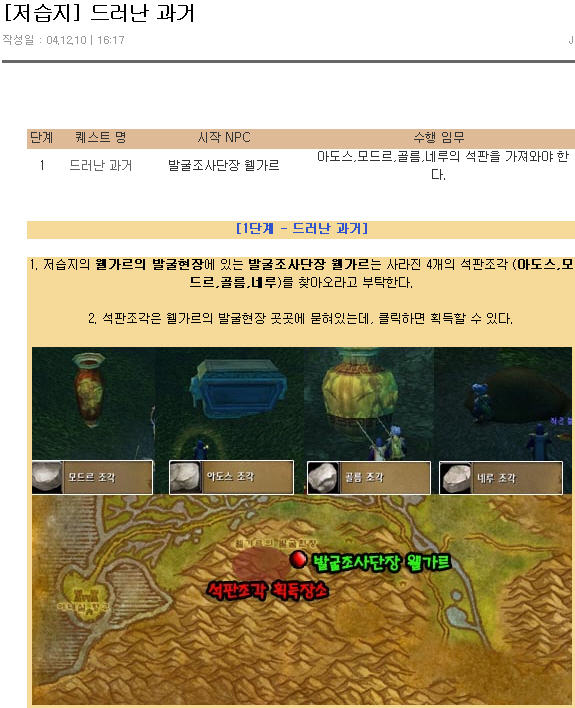 [저습지] 드러난 과거
작성일 : 04.12.10 | 16:17
J
단계 퀘스트 명 시작 NPC 수행 임무
1 드러난 과거 발굴조사단장 웰가르 아도스,모드르,골름,네루의 석판을 가져와야 한
다.
[1단계 - 드러난 과거]
1. 저습지의 웰가르의 발굴현장에 있는 발굴조사단장 웰가르는 사라진 4개의 석판조각 (아도스,모
드르,골름,네루)를 찾아오라고 부탁한다.
2. 석판조각은 웰가르의 발굴현장 곳곳에 묻혀있는데, 클릭하면 획득할 수 있다.
모드르 조각
아도스 조각
골름 조각
네루 조각
웰가르의 발굴현장
발굴조사단장 웰가르
석판조각 획득장소